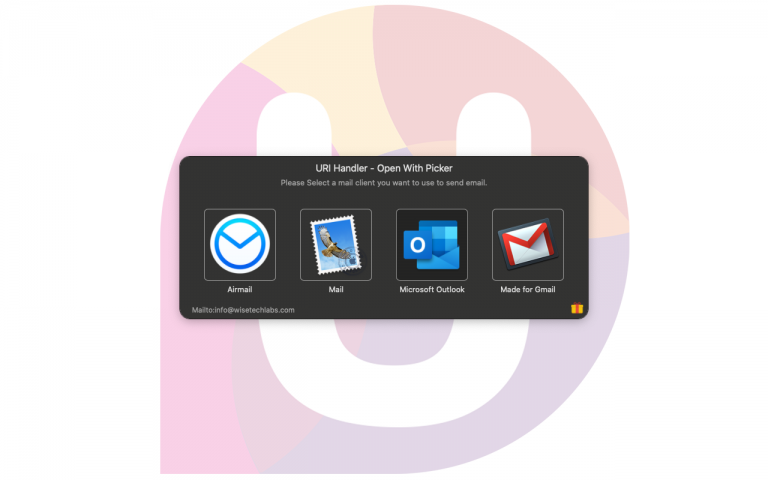 URI Handler - Open With Picker
Please Select a mail client you want to use to send email.
Airmail
Mail
Microsoft Outlook
Made for Gmail
Mailto:info@wisetechlabs.com